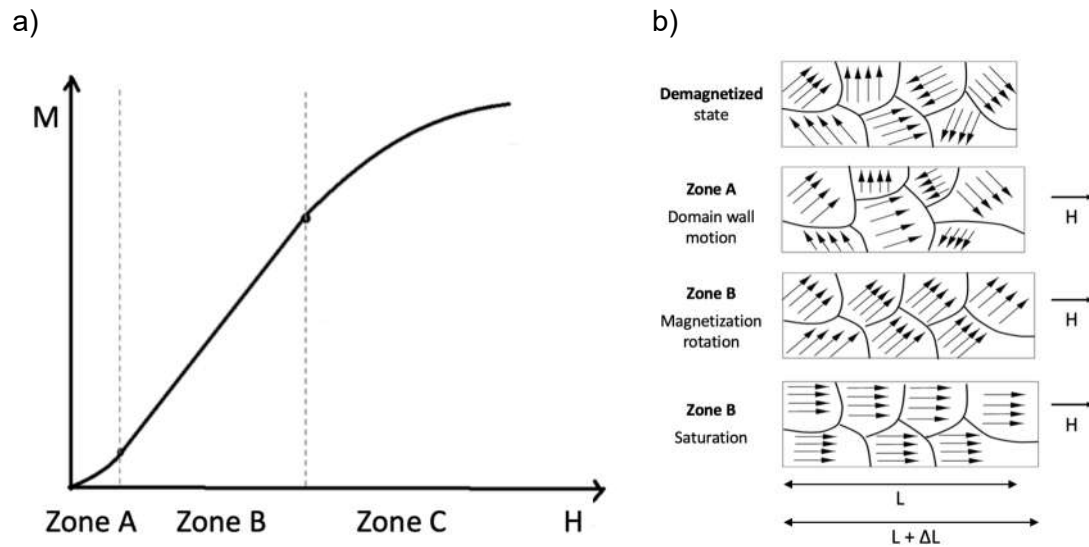 a)
M
Zone A
Zone B
Zone C
H
b)
Demagnetized
state
Zone A
Domain wall
motion
H
Zone B
Magnetization
rotation
H
Zone B
Saturation
H
L
L + ΔL